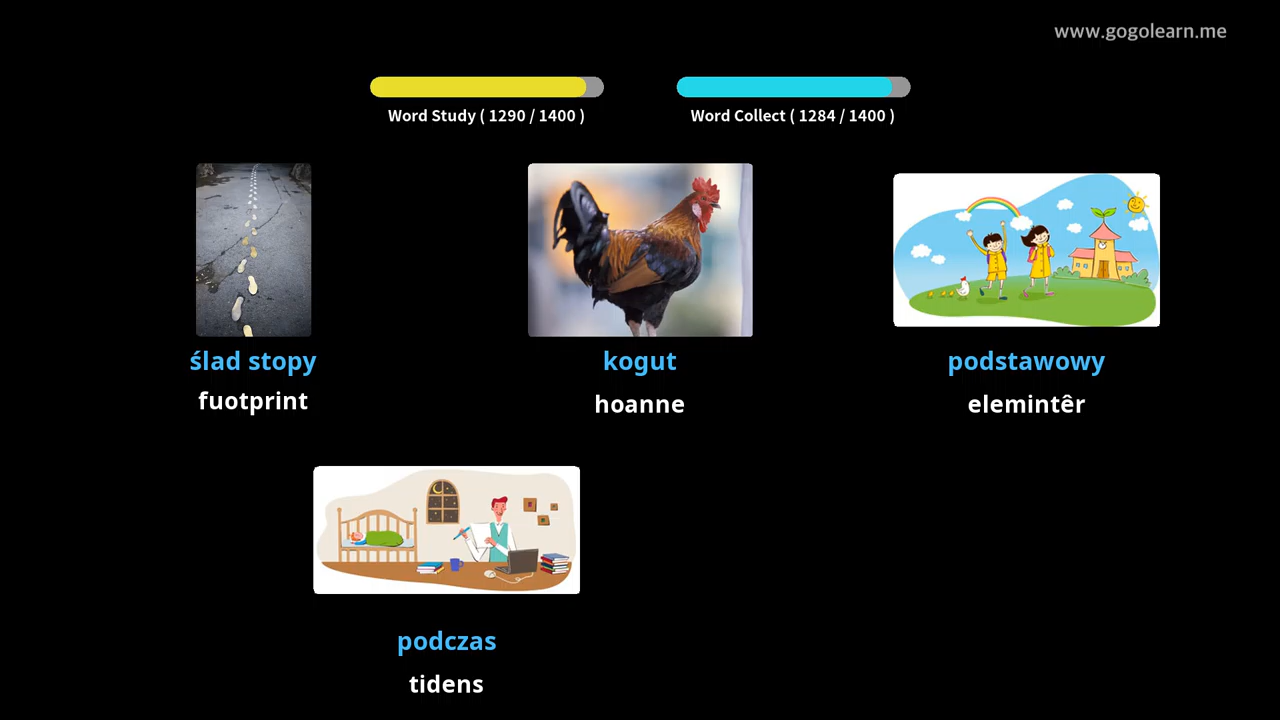 www.gogolearn.me
Word Study ( 1290 / 1400 )
Word Collect ( 1284 / 1400 )
ślad stopy
fuotprint
kogut
hoanne
podstawowy
elemintêr
podczas
tidens